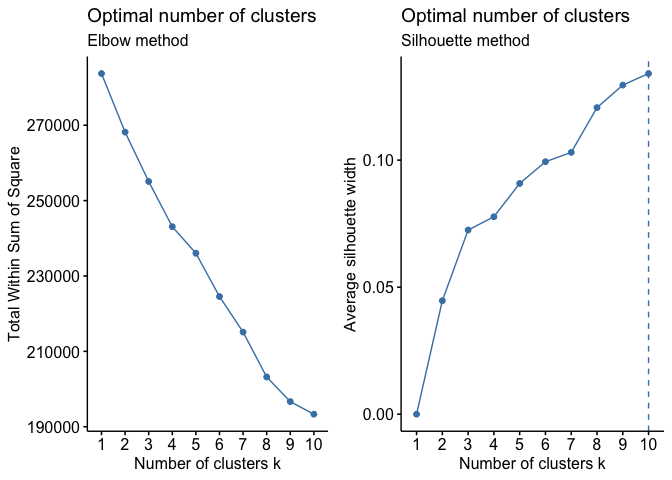 Optimal number of clusters
Elbow method
Total Within Sum of Square
270000
250000
230000
210000
190000
1 2 3 4 5 6 7 8 9 10
Number of clusters k
Optimal number of clusters
Silhouette method
Average silhouette width
0.10
0.05
0.00
1 2 3 4 5 6 7 8 9 10
Number of clusters k